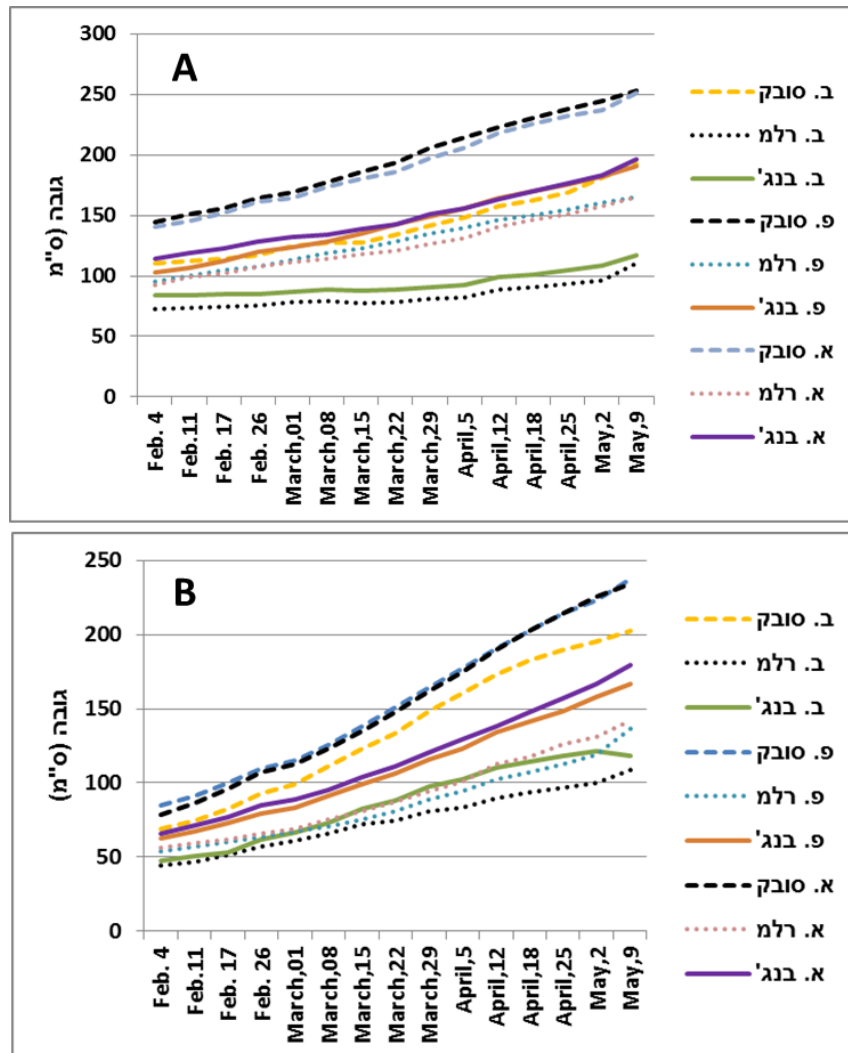 A
גובה (ס"מ
300
250
200
150
100
50
0
Feb. 4
Feb.11
Feb. 17
Feb. 26
March,01
March,08
March,15
March,22
March,29
April,5
April,12
April,18
April,25
May,2
May,9
ב. סובק
ב. רלמ
ב. בנג'
פ. סובק
פ. רלמ
פ. בנג'
א. סובק
א. רלמ
א. בנג'
B
גובה (ס"מ)
250
200
150
100
50
0
Feb. 4
Feb.11
Feb. 17
Feb. 26
March,01
March,08
March,15
March,22
March,29
April,5
April,12
April,18
April,25
May,2
May,9
ב. סובק
ב. רלמ
ב. בנג'
פ. סובק
פ. רלמ
פ. בנג'
א. סובק
א. רלמ
א. בנג'